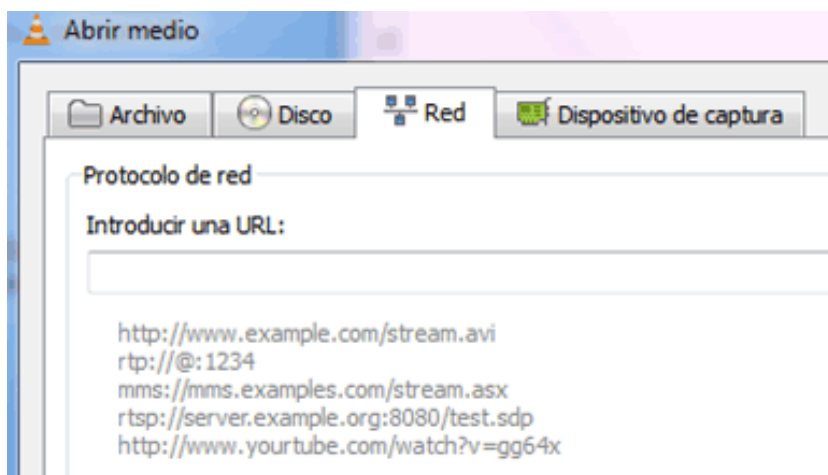 Abrir medio
Archivo Disco Red Dispositivo de captura
Protocolo de red
Introducir una URL:
http://www.example.com/stream.avi
rtp://@:1234
mms://mms.examples.com/stream.asx
rtsp://server.example.org:8080/test.sdp
http://www.yourtube.com/watch?v=gg64x